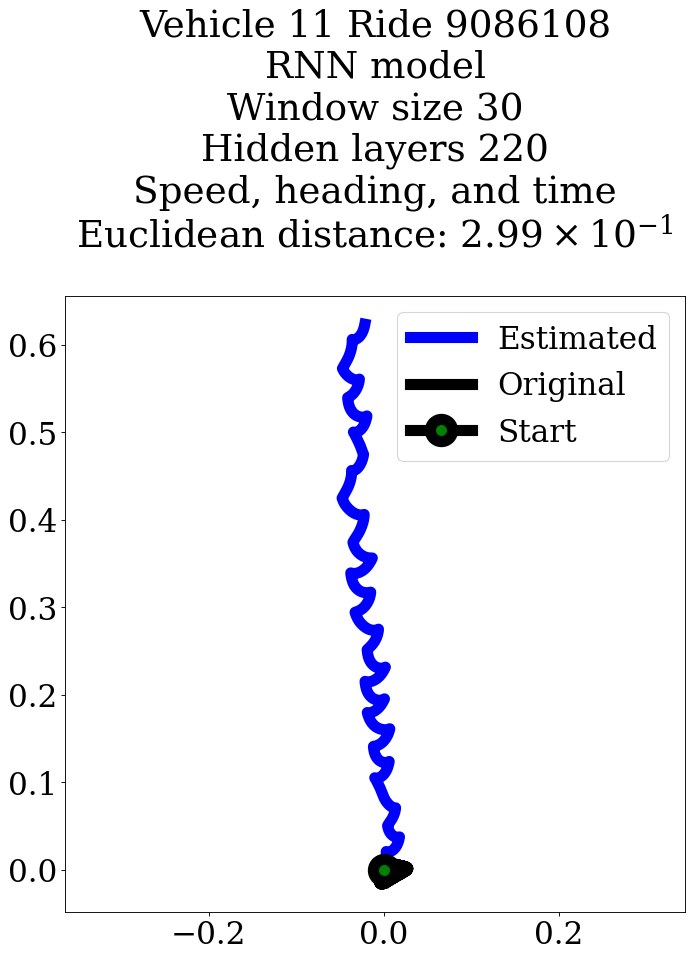 Vehicle 11 Ride 9086108
RNN model
Window size 30
Hidden layers 220
Speed, heading, and time
Euclidean distance: 2.99 × 10⁻¹
Estimated
Original
Start
0.6
0.5
0.4
0.3
0.2
0.1
0.0
−0.2 0.0 0.2